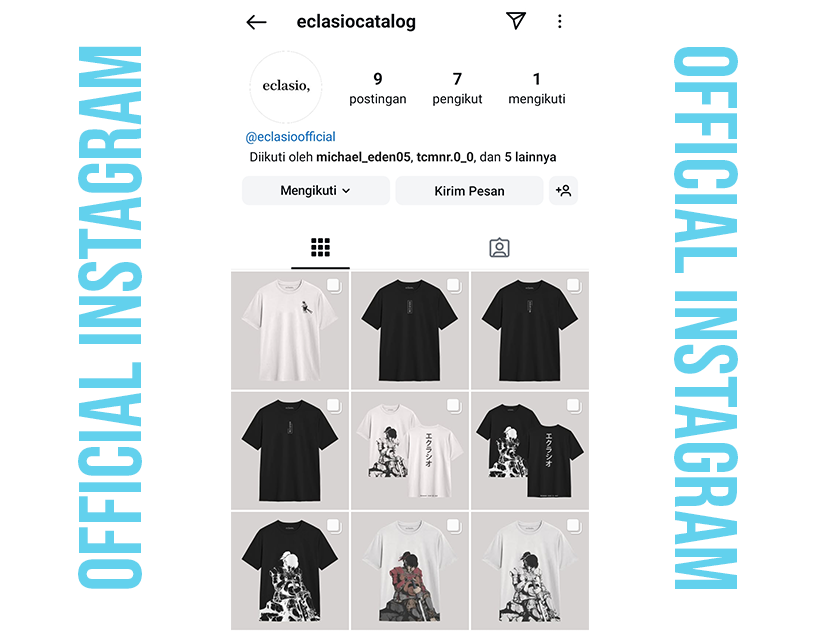 OFFICIAL INSTAGRAM
eclasiocatalog
eclasio,
9
postingan
7
pengikut
1
mengikuti
@eclasioofficial
Diikuti oleh michael_eden05, tcmnr.0_0, dan 5 lainnya
Mengikuti
Kirim Pesan
エクラシオ
エクラシオ
OFFICIAL INSTAGRAM